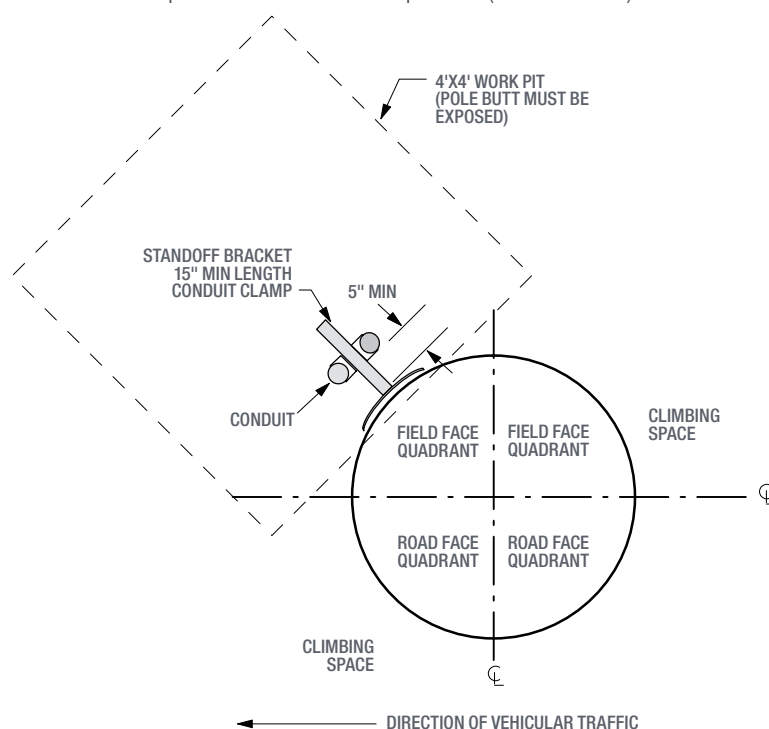 4'X4' WORK PIT
(POLE BUTT MUST BE
EXPOSED)
STANDOFF BRACKET
15" MIN LENGTH
CONDUIT CLAMP
5" MIN
CONDUIT
FIELD FACE
QUADRANT
FIELD FACE
QUADRANT
CLIMBING
SPACE
℄
ROAD FACE
QUADRANT
ROAD FACE
QUADRANT
CLIMBING
SPACE
℄
DIRECTION OF VEHICULAR TRAFFIC